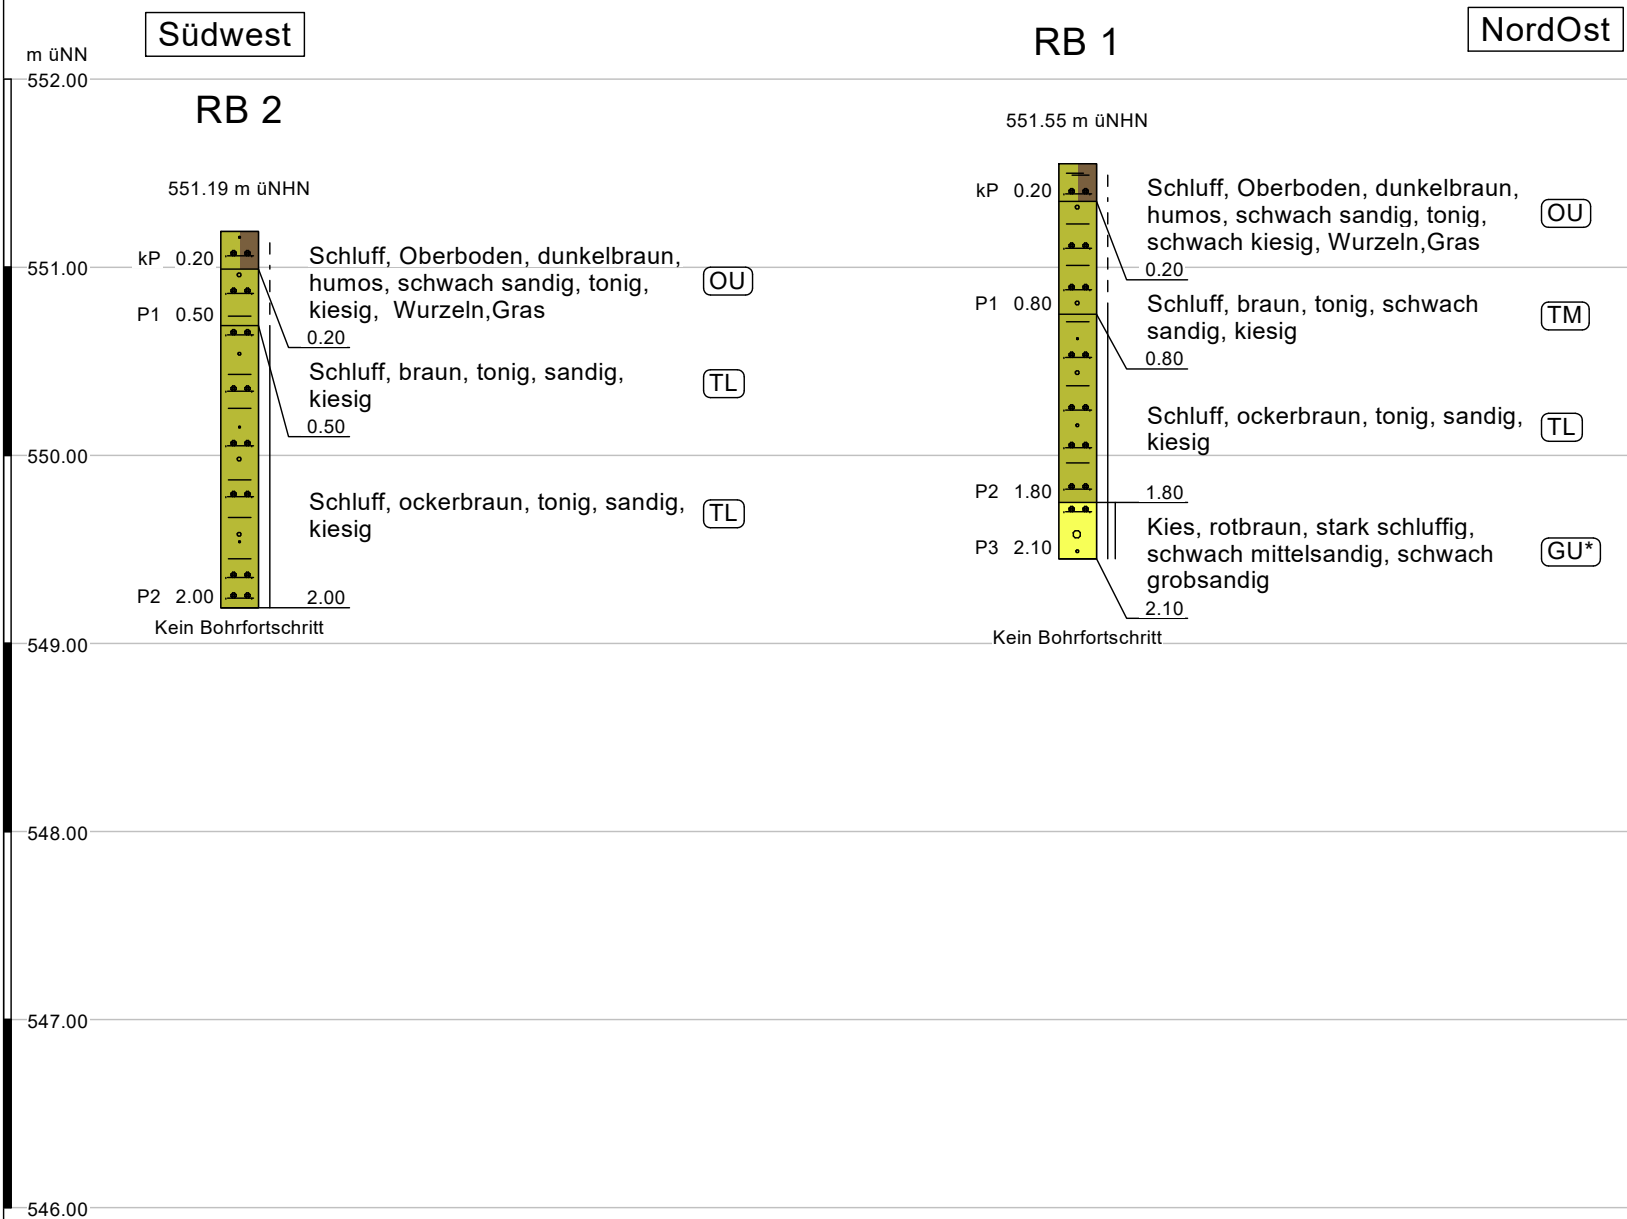 Südwest
NordOst
m üNN
552.00
551.00
550.00
549.00
548.00
547.00
546.00
RB 2
551.19 m üNHN
kP 0.20
P1 0.50
P2 2.00
Schluff, Oberboden, dunkelbraun,
humos, schwach sandig, tonig,
kiesig, Wurzeln,Gras
OU
0.20
Schluff, braun, tonig, sandig,
kiesig
TL
0.50
Schluff, ockerbraun, tonig, sandig,
kiesig
TL
2.00
Kein Bohrfortschritt
RB 1
551.55 m üNHN
kP 0.20
P1 0.80
P2 1.80
P3 2.10
Schluff, Oberboden, dunkelbraun,
humos, schwach sandig, tonig,
schwach kiesig, Wurzeln,Gras
OU
0.20
Schluff, braun, tonig, schwach
sandig, kiesig
TM
0.80
Schluff, ockerbraun, tonig, sandig,
kiesig
TL
1.80
Kies, rotbraun, stark schluffig,
schwach mittelsandig, schwach
grobsandig
GU*
2.10
Kein Bohrfortschritt